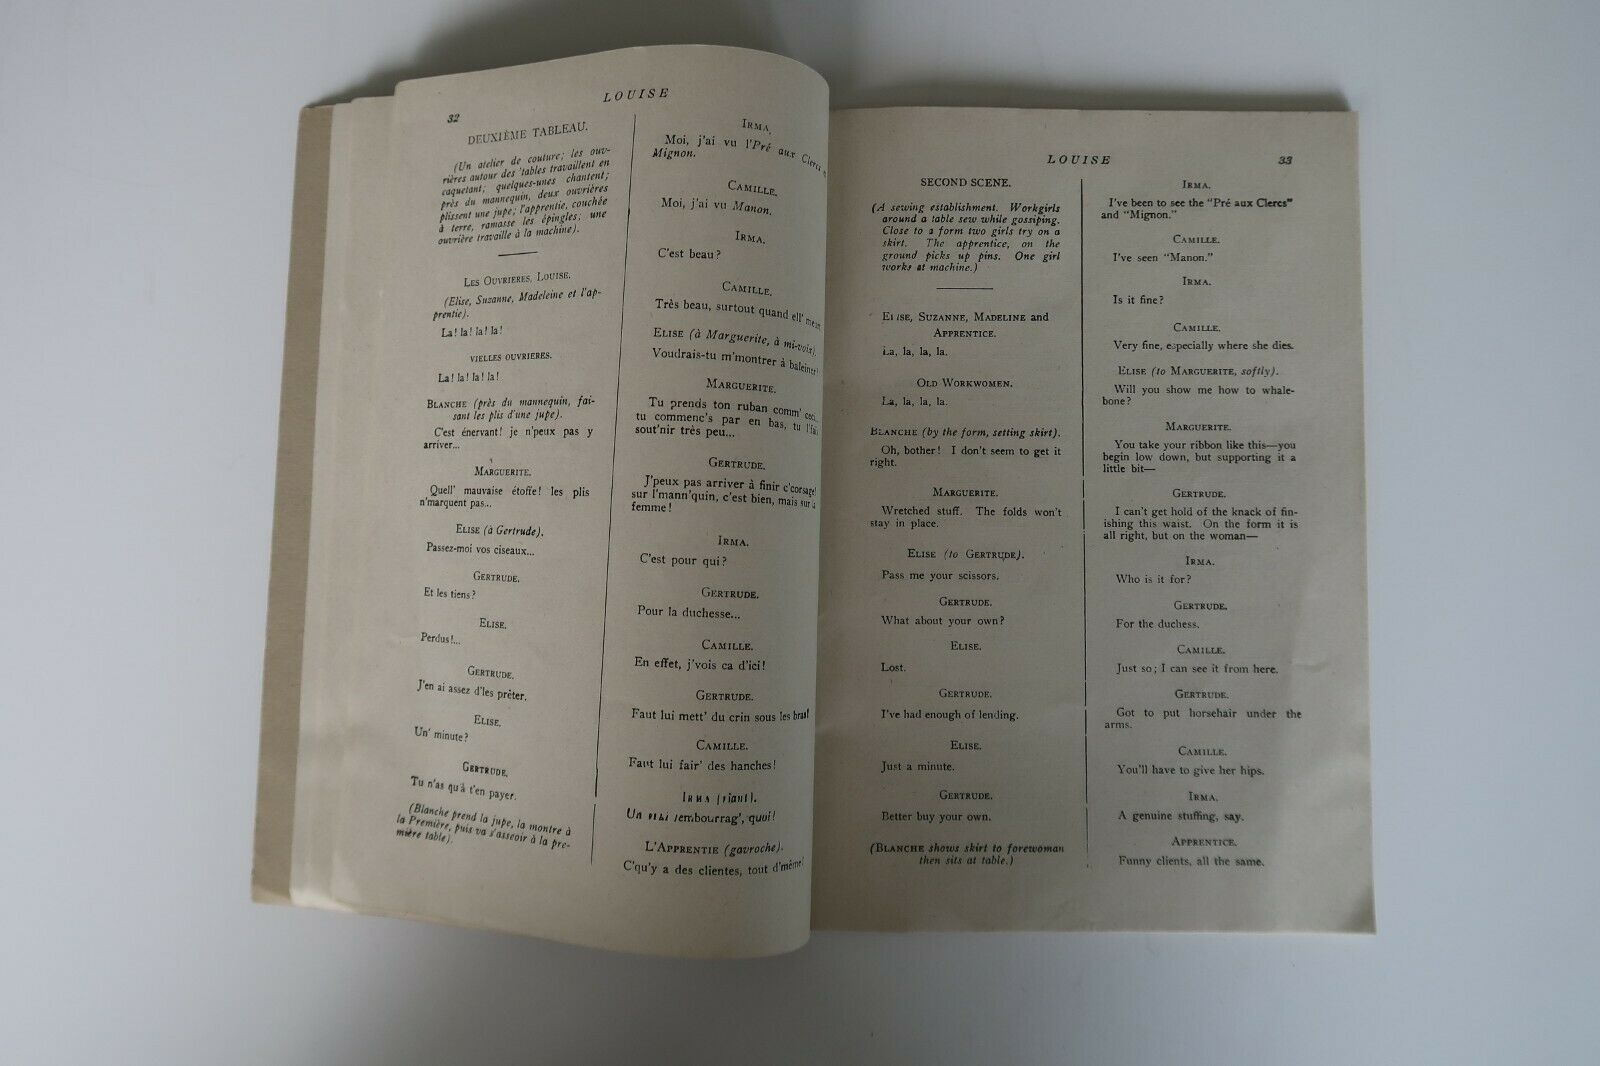 32
LOUISE
DEUXIÈME TABLEAU.
(Un atelier de couture; les ouv-
rières autour des tables travaillent en
caquetant; quelques-unes chantent;
près du mannequin, deux ouvrières
plissent une jupe; l'apprentie, couchée
à terre, ramasse les épingles; une
ouvrière travaille à la machine).
LES OUVRIERES, LOUISE.
(Elise, Suzanne, Madeleine et l'ap-
prentie).
La! la! la! la!
VIELLES OUVRIERES.
La! la! la! la!
BLANCHE (près du mannequin, fai-
sant les plis d'une jupe).
C'est énervant! je n'peux pas y
arriver...
MARGUERITE.
Quell' mauvaise étoffe! les plis
n'marquent pas...
ELISE (à Gertrude).
Passez-moi vos ciseaux...
GERTRUDE.
Et les tiens?
ELISE.
Perdus!...
GERTRUDE.
J'en ai assez d'les prêter.
ELISE.
Un' minute?
GERTRUDE.
Tu n'as qu'à t'en payer.
(Blanche prend la jupe, la montre à
la Première, puis va s'asseoir à la pre-
mière table).
IRMA.
Moi, j'ai vu l'Pré aux Clercs
Mignon.
CAMILLE.
Moi, j'ai vu Manon.
IRMA.
C'est beau?
CAMILLE.
Très beau, surtout quand ell' meurt
ELISE (à Marguerite, à mi-voix).
Voudrais-tu m'montrer à baleiner!
MARGUERITE.
Tu prends ton ruban comm' ceci...
tu commenc's par en bas, tu l'fais
sout'nir très peu...
GERTRUDE.
J'peux pas arriver à finir c'corsage!
sur l'mann'quin, c'est bien, mais sur la
femme!
IRMA.
C'est pour qui?
GERTRUDE.
Pour la duchesse...
CAMILLE.
En effet, j'vois ca d'ici!
GERTRUDE.
Faut lui mett' du crin sous les bras!
CAMILLE.
Faut lui fair' des hanches!
IRMA (riant).
Un rembourrag', quoi!
L'APPRENTIE (gavroche).
C'qu'y a des clientes, tout d'même!
LOUISE
33
SECOND SCENE.
(A sewing establishment. Workgirls
around a table sew while gossiping.
Close to a form two girls try on a
skirt. The apprentice, on the
ground picks up pins. One girl
works at machine.)
ELISE, SUZANNE, MADELINE and
APPRENTICE.
La, la, la, la.
OLD WORKWOMEN.
La, la, la, la.
BLANCHE (by the form, setting skirt).
Oh, bother! I don't seem to get it
right.
MARGUERITE.
Wretched stuff. The folds won't
stay in place.
ELISE (to GERTRUDE).
Pass me your scissors.
GERTRUDE.
What about your own?
ELISE.
Lost.
GERTRUDE.
I've had enough of lending.
ELISE.
Just a minute.
GERTRUDE.
Better buy your own.
(BLANCHE shows skirt to forewoman
then sits at table.)
IRMA.
I've been to see the "Pré aux Clercs"
and "Mignon."
CAMILLE.
I've seen "Manon."
IRMA.
Is it fine?
CAMILLE.
Very fine, especially where she dies.
ELISE (to MARGUERITE, softly).
Will you show me how to whale-
bone?
MARGUERITE.
You take your ribbon like this—you
begin low down, but supporting it a
little bit—
GERTRUDE.
I can't get hold of the knack of fin-
ishing this waist. On the form it is
all right, but on the woman—
IRMA.
Who is it for?
GERTRUDE.
For the duchess.
CAMILLE.
Just so; I can see it from here.
GERTRUDE.
Got to put horsehair under the
arms.
CAMILLE.
You'll have to give her hips.
IRMA.
A genuine stuffing, say.
APPRENTICE.
Funny clients, all the same.